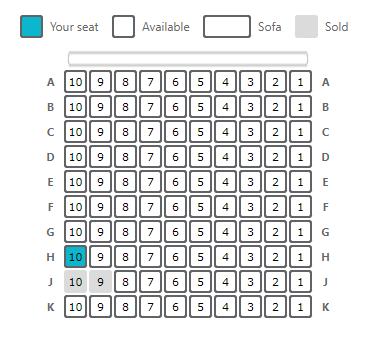 Your seat Available Sofa Sold
A 10 9 8 7 6 5 4 3 2 1 A
B 10 9 8 7 6 5 4 3 2 1 B
C 10 9 8 7 6 5 4 3 2 1 C
D 10 9 8 7 6 5 4 3 2 1 D
E 10 9 8 7 6 5 4 3 2 1 E
F 10 9 8 7 6 5 4 3 2 1 F
G 10 9 8 7 6 5 4 3 2 1 G
H 10 9 8 7 6 5 4 3 2 1 H
J 10 9 8 7 6 5 4 3 2 1 J
K 10 9 8 7 6 5 4 3 2 1 K